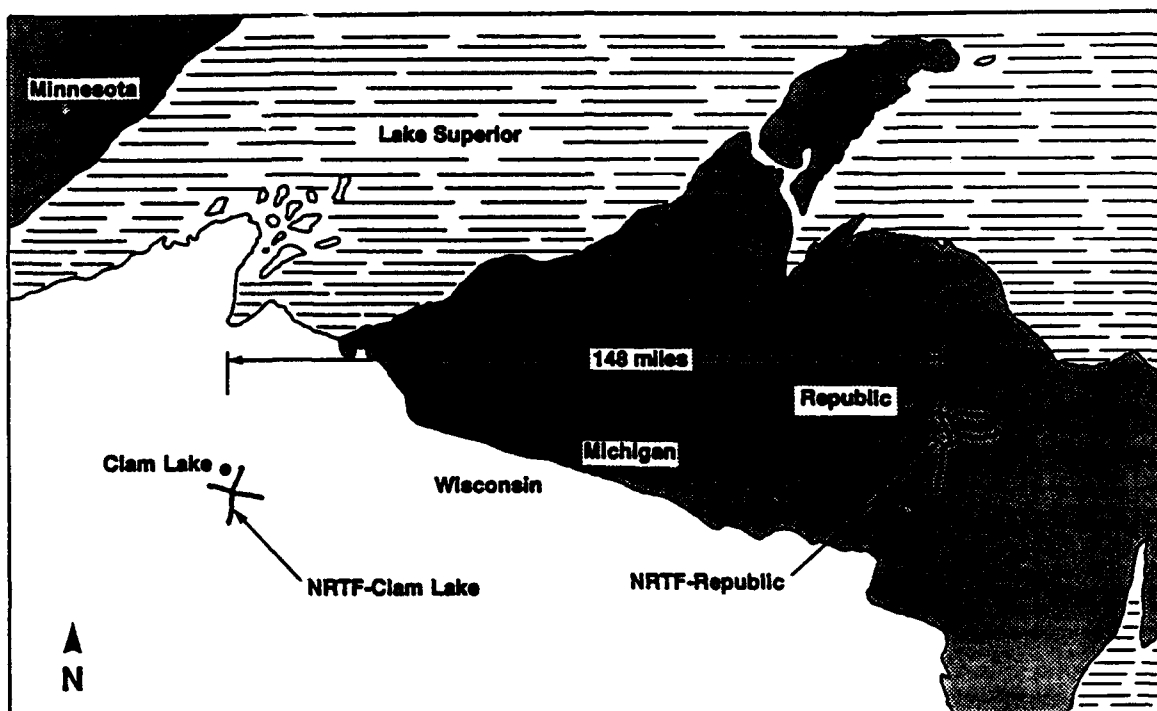 Minnesota
Lake Superior
148 miles
Republic
Michigan
Clam Lake
Wisconsin
NRTF-Clam Lake
NRTF-Republic
N